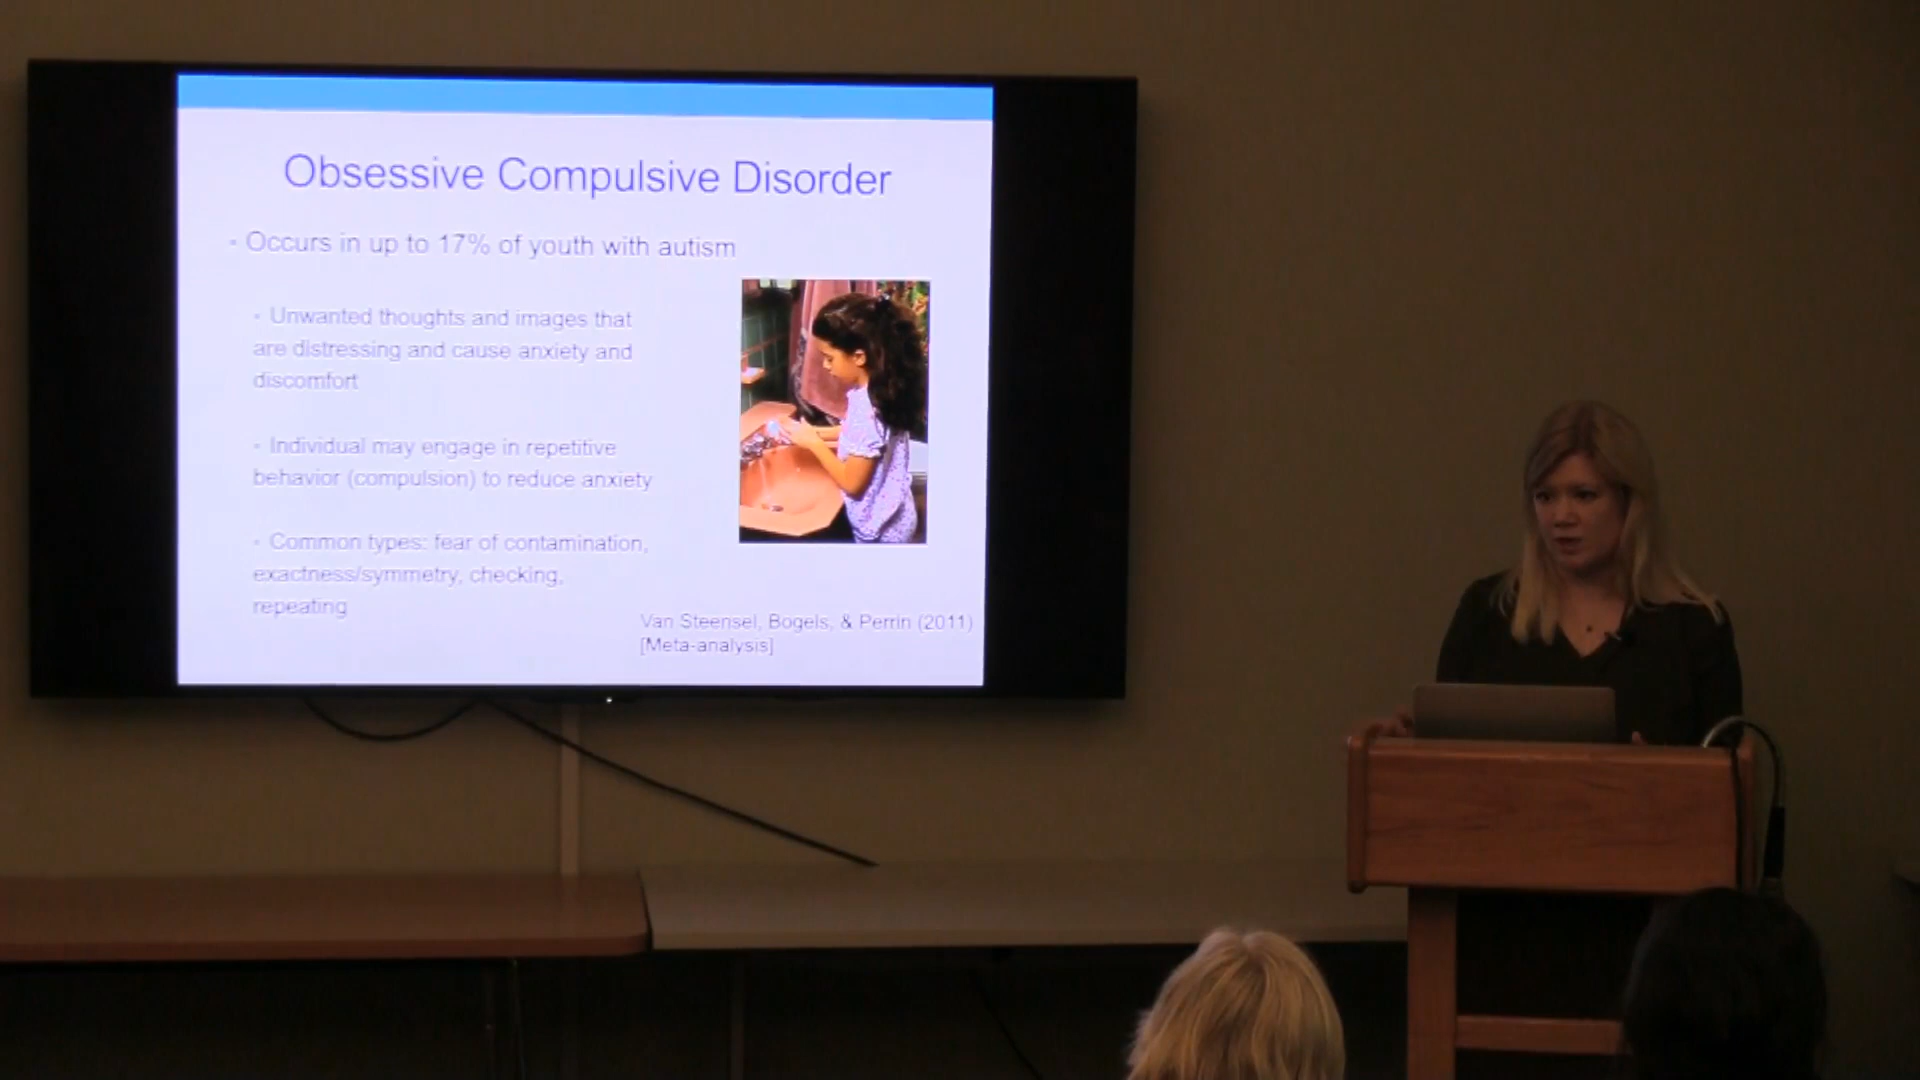 Obsessive Compulsive Disorder
• Occurs in up to 17% of youth with autism
• Unwanted thoughts and images that
are distressing and cause anxiety and
discomfort
• Individual may engage in repetitive
behavior (compulsion) to reduce anxiety
• Common types: fear of contamination,
exactness/symmetry, checking,
repeating
Van Steensel, Bogels, & Perrin (2011)
[Meta-analysis]